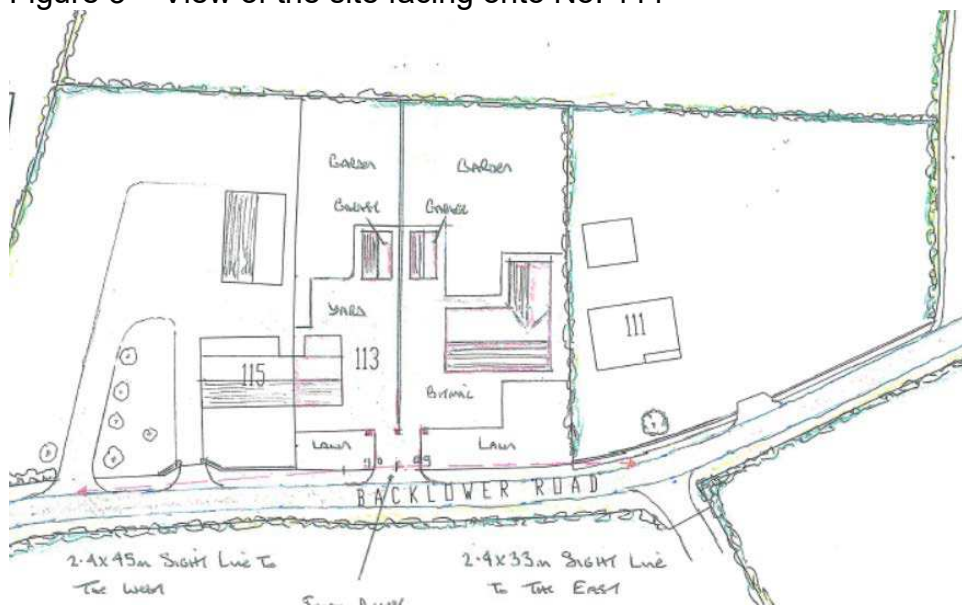 Figure 3 – View of the site facing onto No. 111
GARDEN
GARDEN
GARAGE
GARAGE
YARD
113
115
111
BITMAC
LAWN
LAWN
BACKLOWER ROAD
2.4x45m SIGHT LINE TO
THE WEST
2.4x33m SIGHT LINE
TO THE EAST